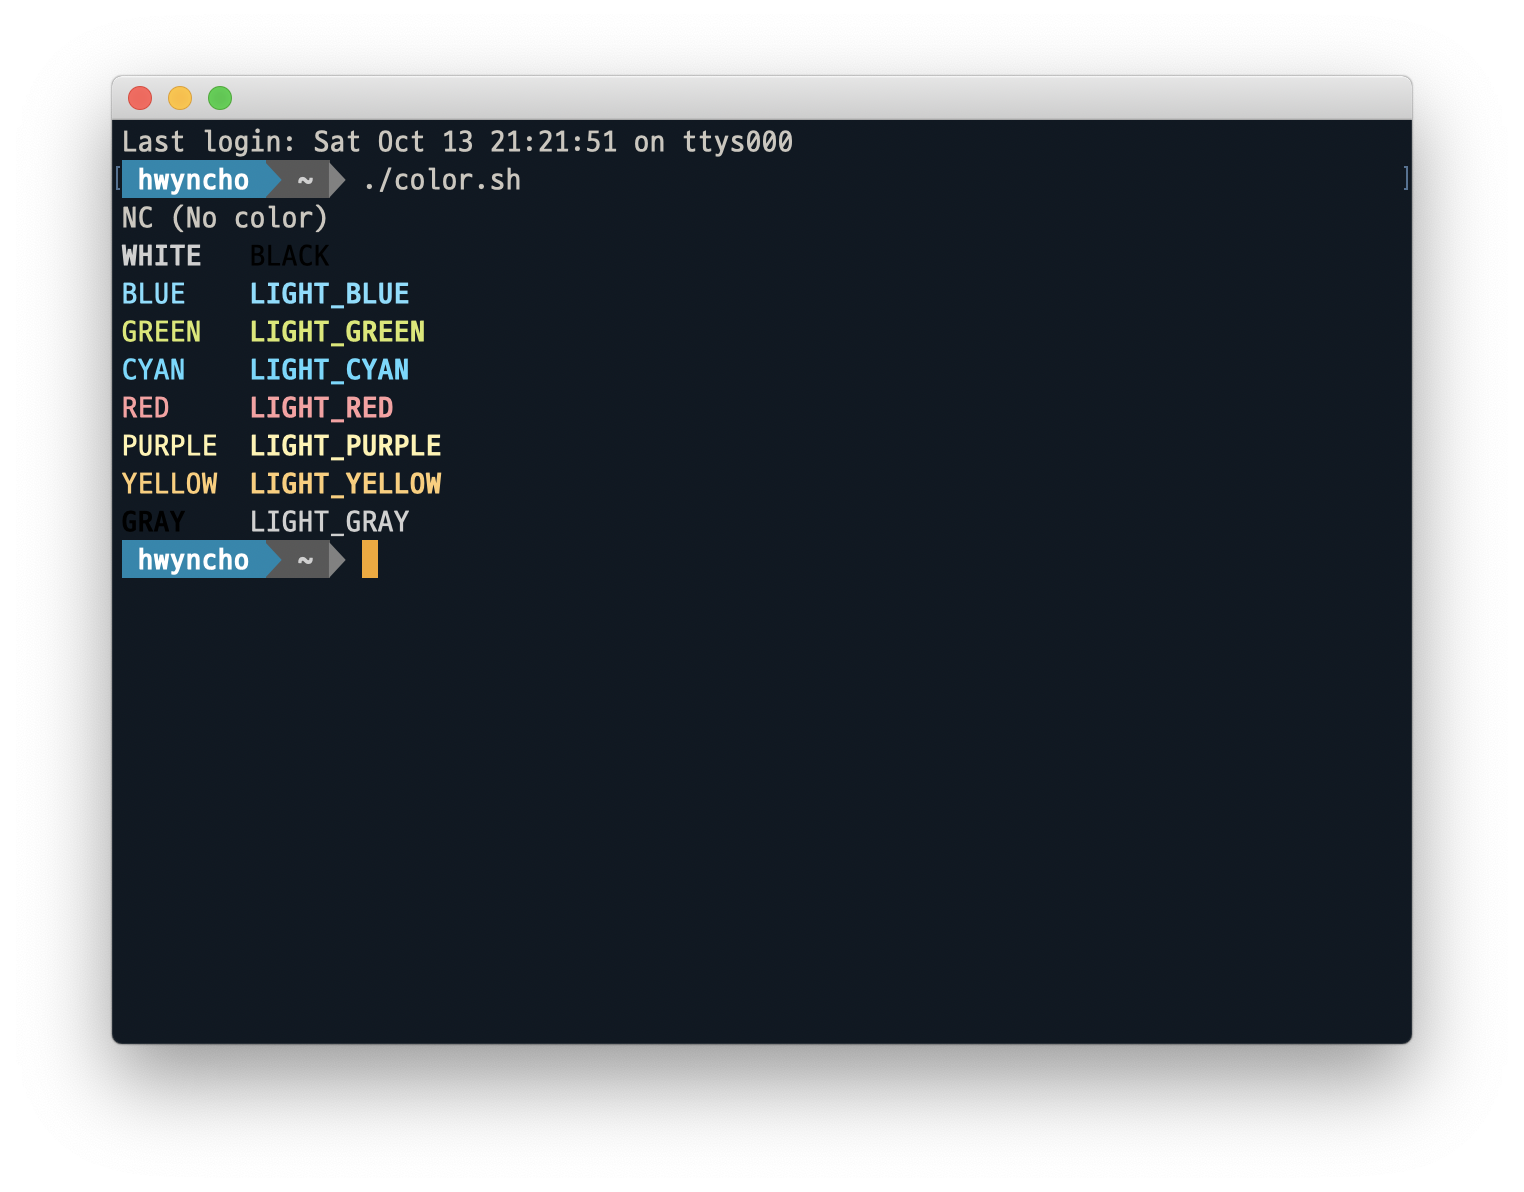 Last login: Sat Oct 13 21:21:51 on ttys000
[ hwyncho ~ ./color.sh ]
NC (No color)
WHITE BLACK
BLUE LIGHT_BLUE
GREEN LIGHT_GREEN
CYAN LIGHT_CYAN
RED LIGHT_RED
PURPLE LIGHT_PURPLE
YELLOW LIGHT_YELLOW
GRAY LIGHT_GRAY
hwyncho ~